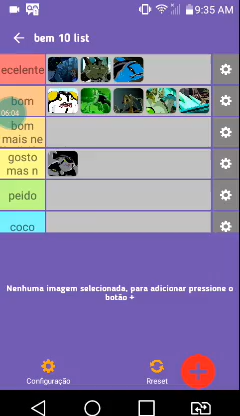 9:35 AM
bem 10 list
ecelente
bom
06:04
bom
mais ne
gosto
mas n
peido
coco
Nenhuma imagem selecionada, para adicionar pressione o
botão +
Configuração
Rreset